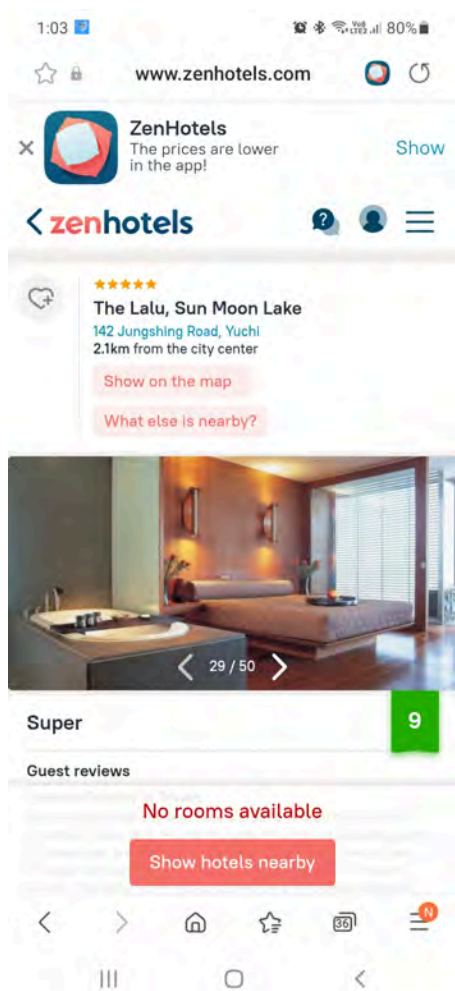 1:03
Vo9
LTE2
80%
www.zenhotels.com
ZenHotels
The prices are lower
in the app!
Show
zenhotels
?
The Lalu, Sun Moon Lake
142 Jungshing Road, Yuchi
2.1km from the city center
Show on the map
What else is nearby?
29 / 50
Super
9
Guest reviews
No rooms available
Show hotels nearby
36
N